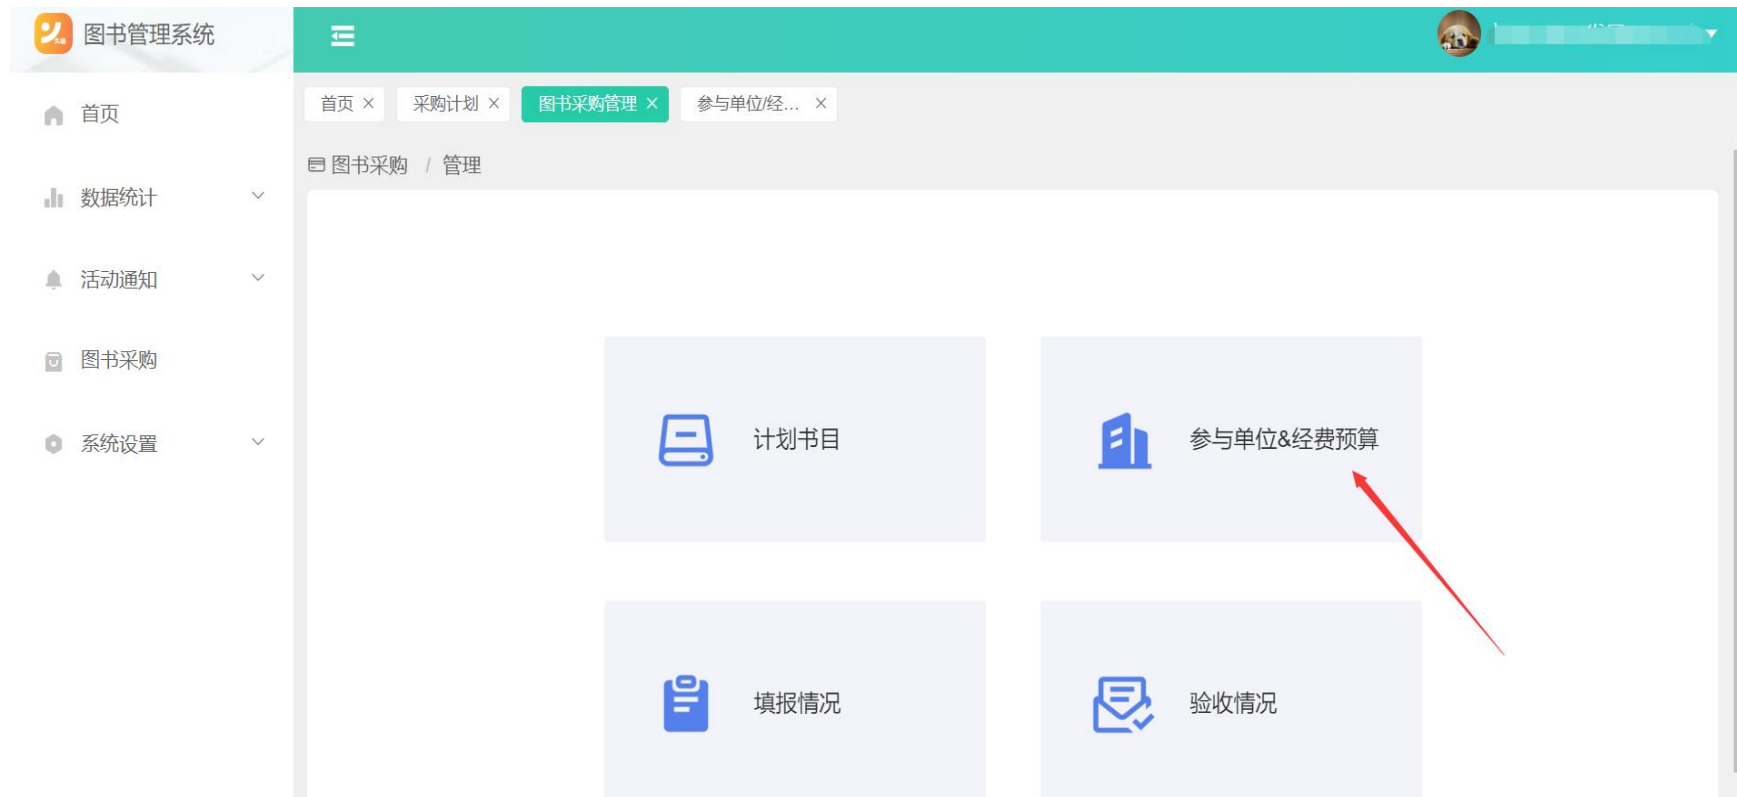 图书管理系统
首页
数据统计
活动通知
图书采购
系统设置
首页 ×
采购计划 ×
图书采购管理 ×
参与单位/经... ×
图书采购 / 管理
计划书目
参与单位&经费预算
填报情况
验收情况